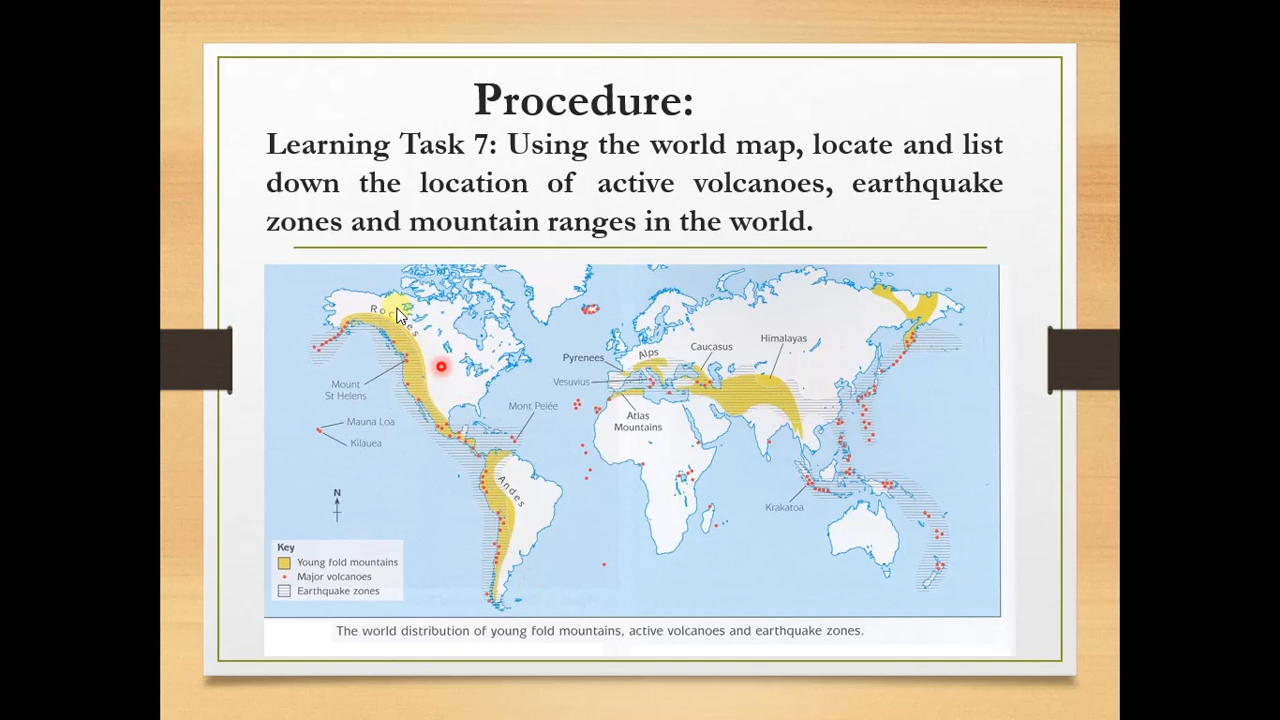 Procedure:
Learning Task 7: Using the world map, locate and list
down the location of active volcanoes, earthquake
zones and mountain ranges in the world.
Rockies
Himalayas
Caucasus
Alps
Pyrenees
Vesuvius
Mount
St Helens
Mont Pelée
Atlas
Mountains
Mauna Loa
Kilauea
Andes
Krakatoa
N
Key
Young fold mountains
Major volcanoes
Earthquake zones
The world distribution of young fold mountains, active volcanoes and earthquake zones.